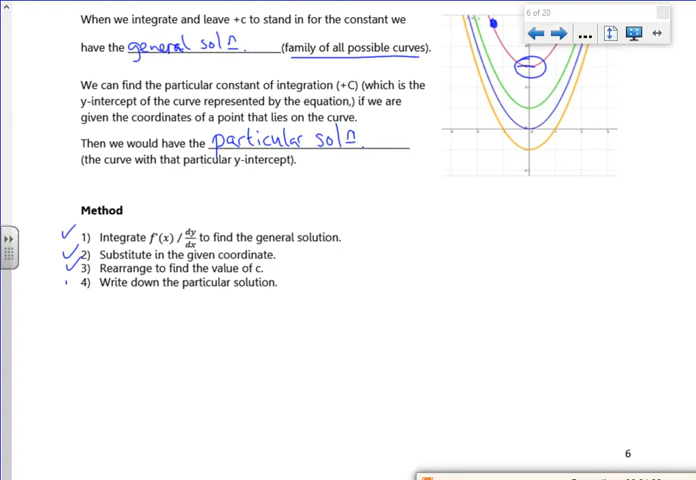 When we integrate and leave +c to stand in for the constant we
have the general solⁿ. (family of all possible curves).
We can find the particular constant of integration (+C) (which is the
y-intercept of the curve represented by the equation,) if we are
given the coordinates of a point that lies on the curve.
Then we would have the particular solⁿ.
(the curve with that particular y-intercept).
Method
1) Integrate f'(x) / dy/dx to find the general solution.
2) Substitute in the given coordinate.
3) Rearrange to find the value of c.
4) Write down the particular solution.
6 of 20
6